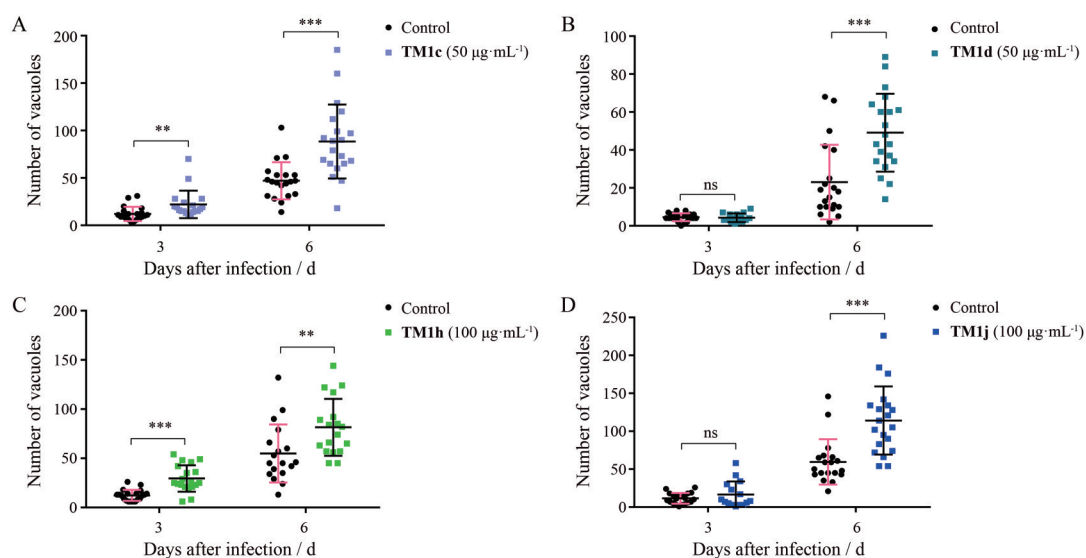 A
Number of vacuoles
200
150
100
50
0
**
***
3
6
Days after infection / d
Control
TM1c (50 μg·mL⁻¹)
B
Number of vacuoles
100
80
60
40
20
0
ns
***
3
6
Days after infection / d
Control
TM1d (50 μg·mL⁻¹)
C
Number of vacuoles
200
150
100
50
0
***
**
3
6
Days after infection / d
Control
TM1h (100 μg·mL⁻¹)
D
Number of vacuoles
250
200
150
100
50
0
ns
***
3
6
Days after infection / d
Control
TM1j (100 μg·mL⁻¹)